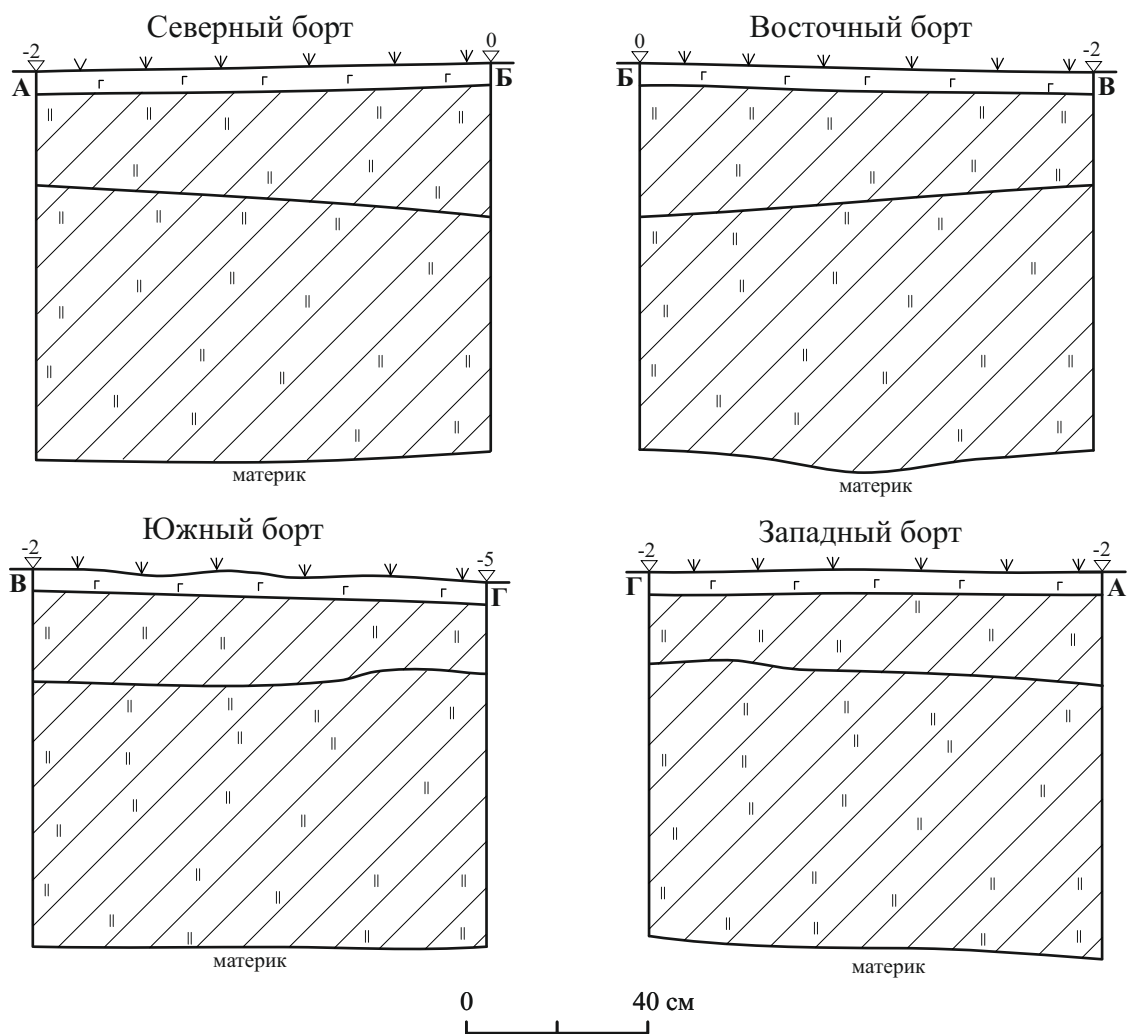 Северный борт
-2 0
А Б
г г г г г
материк
Восточный борт
0 -2
Б В
г г г г г
материк
Южный борт
-2 -5
В Г
г г г г г
материк
Западный борт
-2 -2
Г А
г г г г г
материк
0 40 см